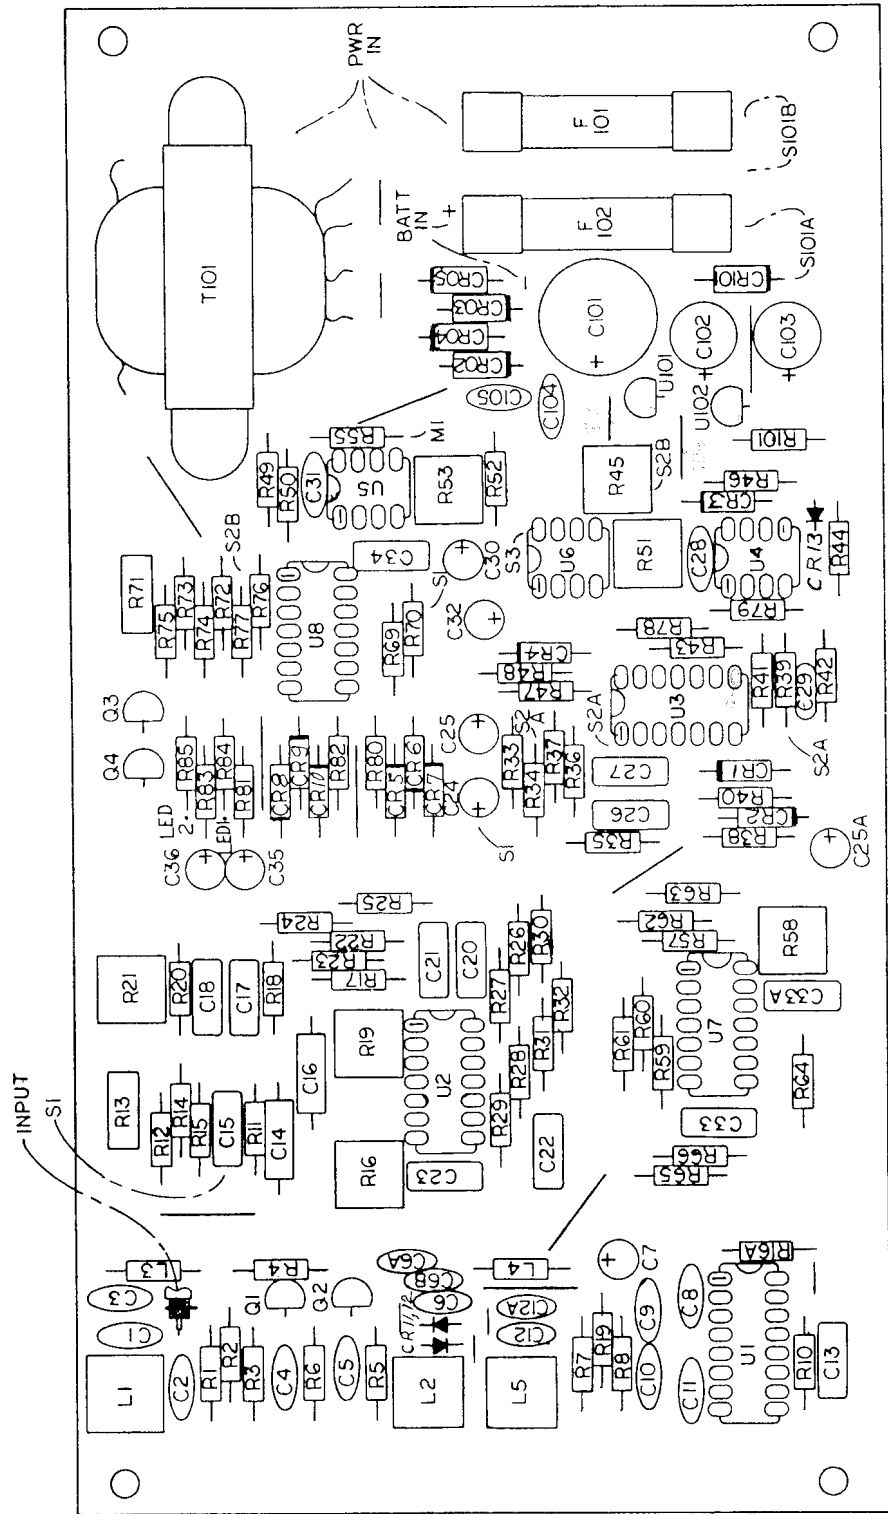 PWR
IN
T101
F
101
S101B
BATT
IN
+
F
102
S101A
CR05
CR03
CR04
CR02
CR101
C101
+
C102
+
C103
+
C105
C104
U101
U102
R55
M1
R49
R50
C31
U5
R53
R52
R45
S2B
R101
R46
CR3
S2B
R71
R75
R73
R74
R72
R77
R76
U8
C34
S1
C30
+
S3
U6
R51
C28
U4
CR13
R44
R69
R70
C32
+
R79
R78
R43
CR4
R48
R47
U3
R41
R39
C29
R42
Q3
Q4
R85
R83
R84
R81
CR8
CR9
CR10
R82
R80
CR5
CR6
CR7
C25
+
C24
+
S2
A
R33
R34
R37
R36
S2A
C27
C26
R35
S2A
CR1
R40
CR2
R38
LED
2
LED1
C36
+
C35
+
S1
C25A
+
R25
R24
R22
R23
R17
C21
C20
R26
R30
R63
R62
R57
R58
R21
R20
C18
C17
R18
R19
R27
R32
R31
R28
R29
U2
R61
R60
R59
U7
C33A
R64
INPUT
S1
R13
R12
R14
R15
C15
R11
C14
C16
R16
C23
C22
C33
R66
R65
L3
C3
C1
R4
Q1
Q2
C6A
C6B
C6
CR11,12
L4
C12A
C12
C7
+
R16A
L1
C2
R1
R2
R3
C4
R6
C5
R5
L2
L5
R7
R19
R8
C9
C10
C8
C11
U1
R10
C13